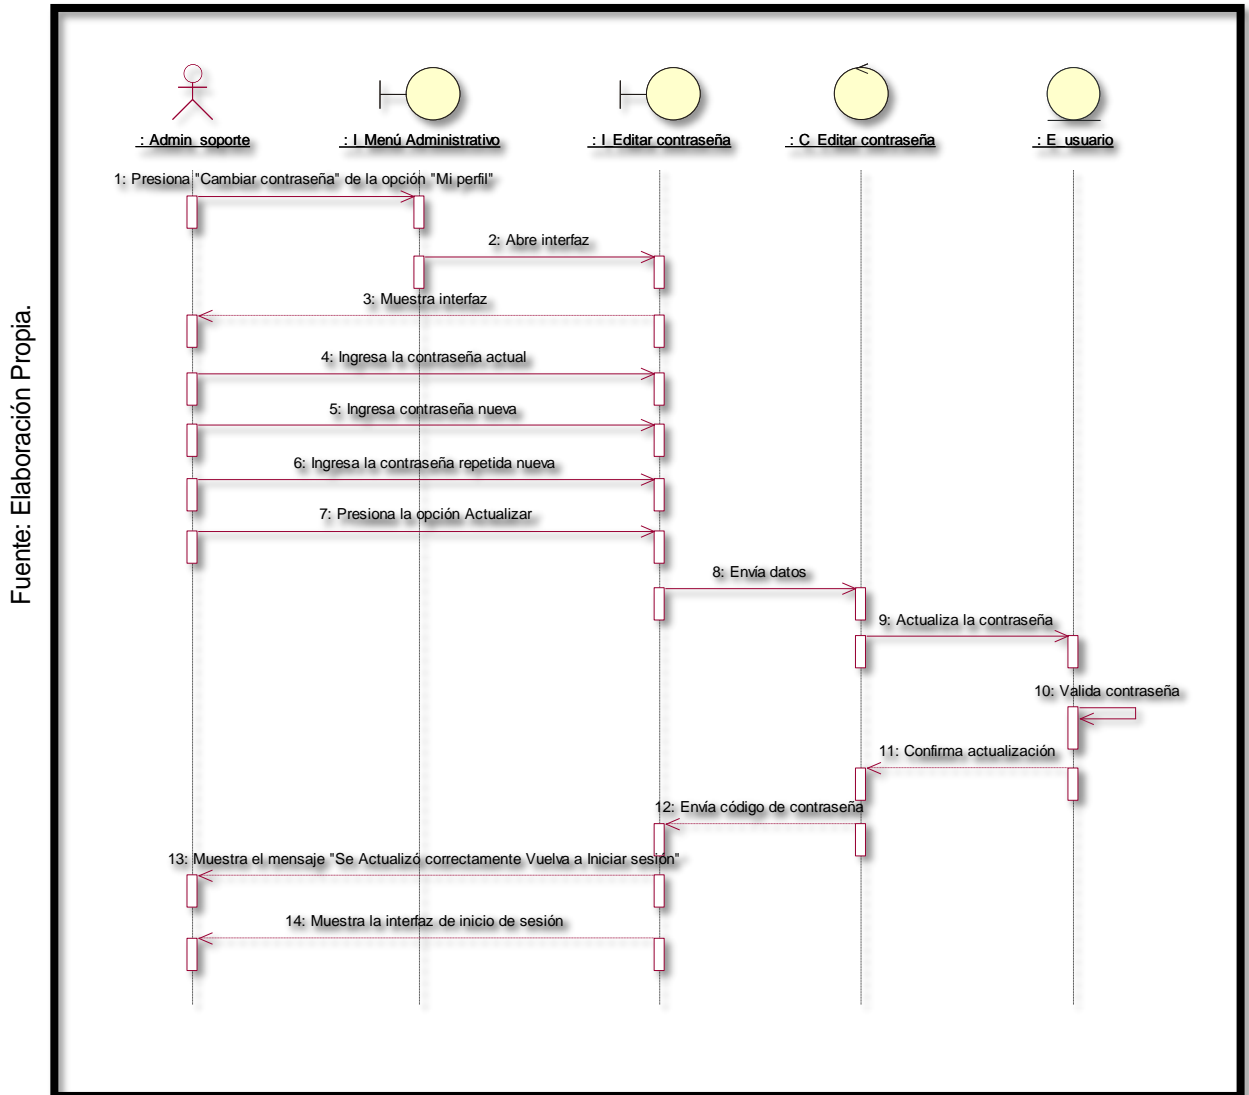 : Admin_soporte
: I_Menú Administrativo
: I_Editar contraseña
: C_Editar contraseña
: E_usuario
1: Presiona "Cambiar contraseña" de la opción "Mi perfil"
2: Abre interfaz
3: Muestra interfaz
4: Ingresa la contraseña actual
5: Ingresa contraseña nueva
6: Ingresa la contraseña repetida nueva
7: Presiona la opción Actualizar
8: Envía datos
9: Actualiza la contraseña
10: Valida contraseña
11: Confirma actualización
12: Envía código de contraseña
13: Muestra el mensaje "Se Actualizó correctamente Vuelva a Iniciar sesión"
14: Muestra la interfaz de inicio de sesión
Fuente: Elaboración Propia.